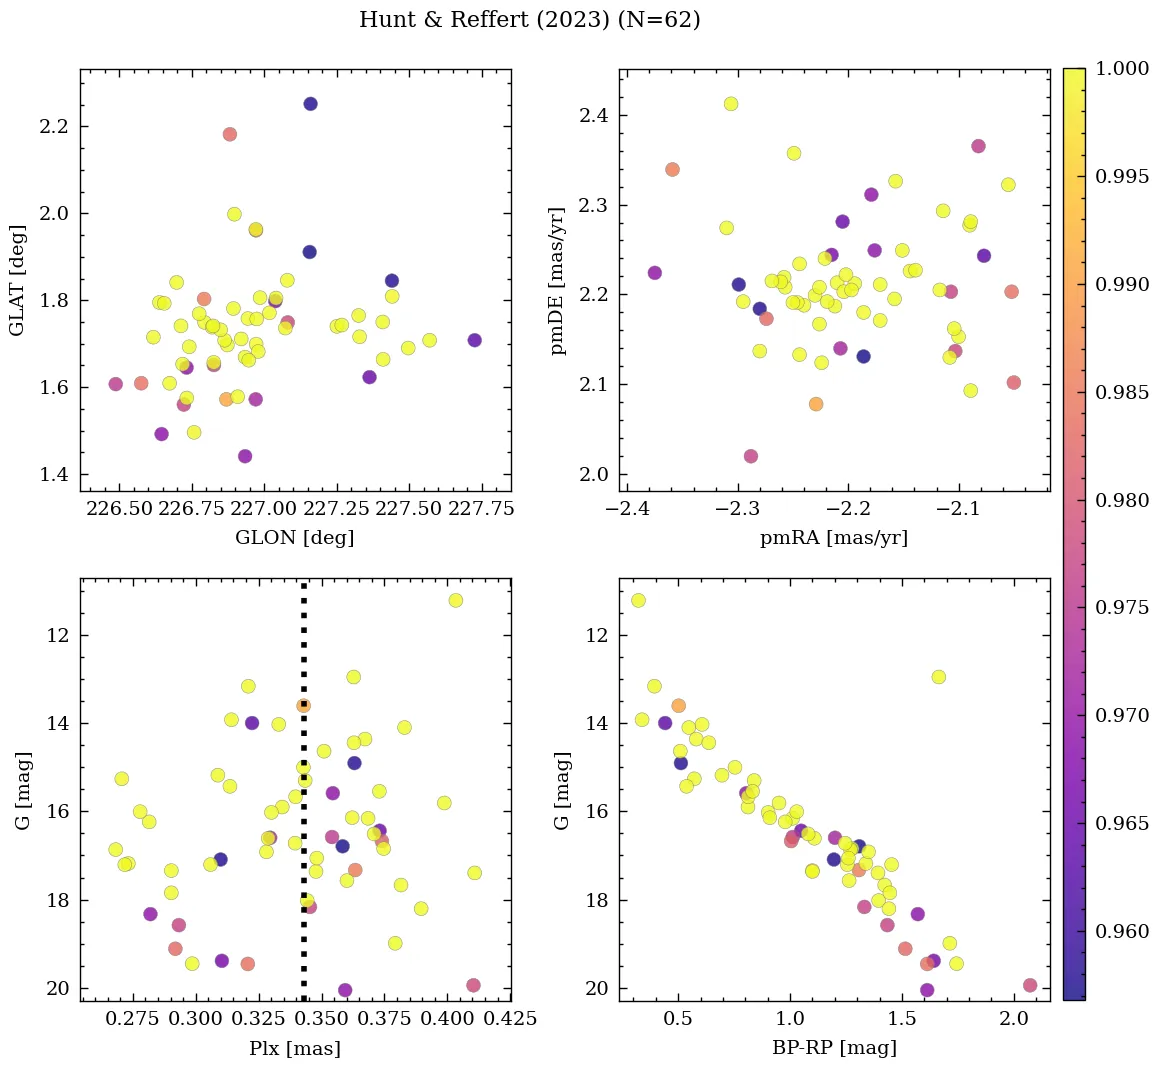 Hunt & Reffert (2023) (N=62)
GLAT [deg]
2.2
2.0
1.8
1.6
1.4
226.50 226.75 227.00 227.25 227.50 227.75
GLON [deg]
pmDE [mas/yr]
2.4
2.3
2.2
2.1
2.0
−2.4 −2.3 −2.2 −2.1
pmRA [mas/yr]
1.000
0.995
0.990
0.985
0.980
0.975
0.970
0.965
0.960
G [mag]
12
14
16
18
20
0.275 0.300 0.325 0.350 0.375 0.400 0.425
Plx [mas]
G [mag]
12
14
16
18
20
0.5 1.0 1.5 2.0
BP-RP [mag]